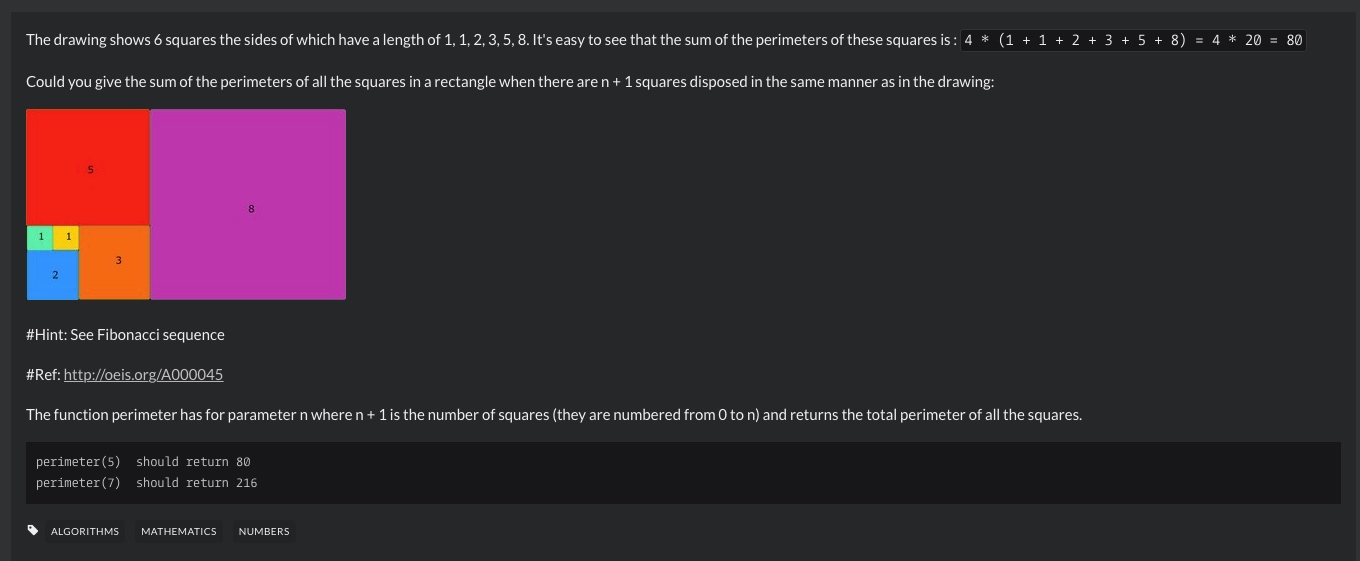 The drawing shows 6 squares the sides of which have a length of 1, 1, 2, 3, 5, 8. It's easy to see that the sum of the perimeters of these squares is : 4 * (1 + 1 + 2 + 3 + 5 + 8) = 4 * 20 = 80
Could you give the sum of the perimeters of all the squares in a rectangle when there are n + 1 squares disposed in the same manner as in the drawing:
5
8
1 1
3
2
#Hint: See Fibonacci sequence
#Ref: http://oeis.org/A000045
The function perimeter has for parameter n where n + 1 is the number of squares (they are numbered from 0 to n) and returns the total perimeter of all the squares.
perimeter(5)  should return 80
perimeter(7)  should return 216
ALGORITHMS MATHEMATICS NUMBERS